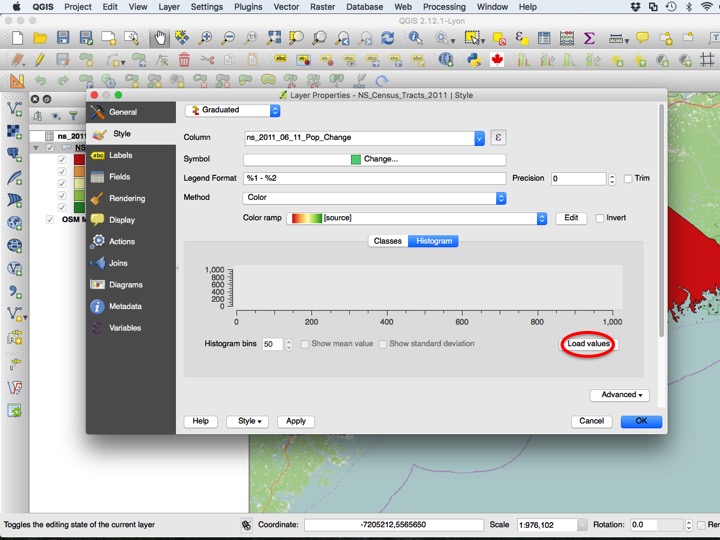 QGIS Project Edit View Layer Settings Plugins Vector Raster Database Web Processing Window Help
QGIS 2.12.1-Lyon
Layer Properties - NS_Census_Tracts_2011 | Style
General
Graduated
Style
Column ns_2011_06_11_Pop_Change ε
ns_2011
Labels
NS
Symbol Change...
Fields
Legend Format %1 - %2 Precision 0 Trim
Rendering
Method Color
OSM M
Display
Color ramp [source] Edit Invert
Actions
Classes Histogram
Joins
1,000
800
600
400
200
0
Diagrams
Metadata
0 200 400 600 800 1,000
Variables
Histogram bins 50 Show mean value Show standard deviation Load values
Advanced
Help Style Apply Cancel OK
Toggles the editing state of the current layer Coordinate: -7205212,5565650 Scale 1:976,102 Rotation: 0.0 Ren